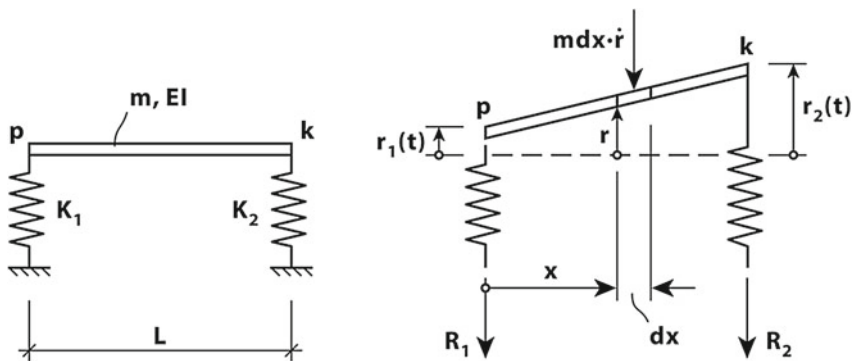 m, EI
p
k
K₁
K₂
L
mdx·ṙ
k
p
r₁(t)
r
r₂(t)
x
dx
R₁
R₂